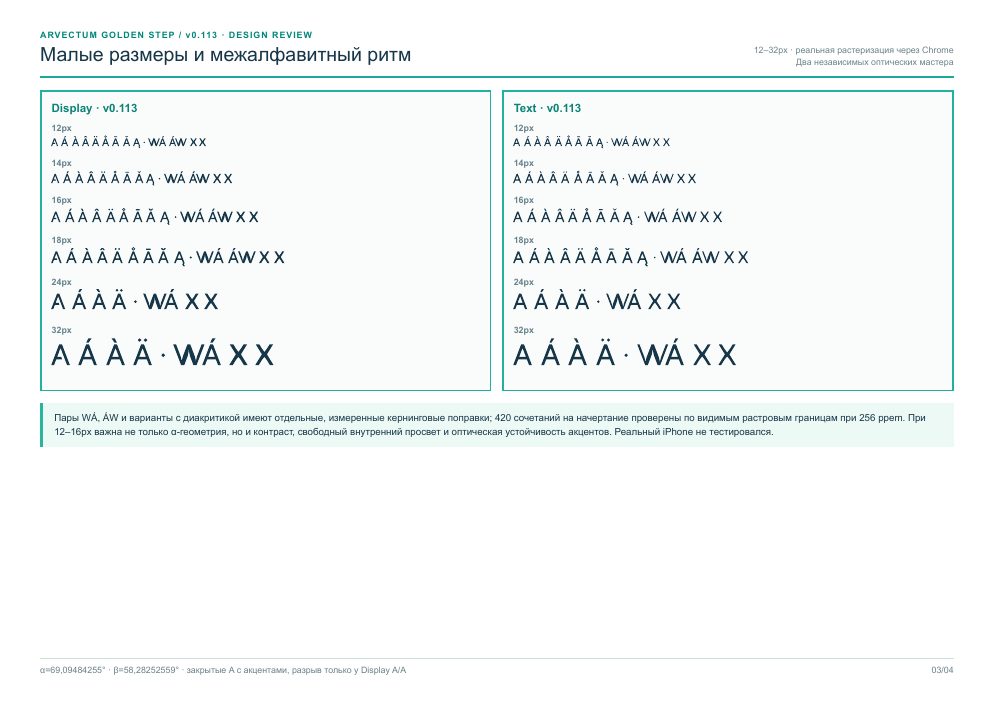 ARVECTUM GOLDEN STEP / v0.113 · DESIGN REVIEW
Малые размеры и межалфавитный ритм
12–32px · реальная растеризация через Chrome
Два независимых оптических мастера
Display · v0.113
12px
A Á À Â Ä Å Ā Ă Ą · WÁ ÁW X X
14px
A Á À Â Ä Å Ā Ă Ą · WÁ ÁW X X
16px
A Á À Â Ä Å Ā Ă Ą · WÁ ÁW X X
18px
A Á À Â Ä Å Ā Ă Ą · WÁ ÁW X X
24px
A Á À Ä · WÁ X X
32px
A Á À Ä · WÁ X X
Text · v0.113
12px
A Á À Â Ä Å Ā Ă Ą · WÁ ÁW X X
14px
A Á À Â Ä Å Ā Ă Ą · WÁ ÁW X X
16px
A Á À Â Ä Å Ā Ă Ą · WÁ ÁW X X
18px
A Á À Â Ä Å Ā Ă Ą · WÁ ÁW X X
24px
A Á À Ä · WÁ X X
32px
A Á À Ä · WÁ X X
Пары WÁ, ÁW и варианты с диакритикой имеют отдельные, измеренные кернинговые поправки; 420 сочетаний на начертание проверены по видимым растровым границам при 256 ppem. При
12–16px важна не только α-геометрия, но и контраст, свободный внутренний просвет и оптическая устойчивость акцентов. Реальный iPhone не тестировался.
α=69,09484255° · β=58,28252559° · закрытые A с акцентами, разрыв только у Display A/А
03/04